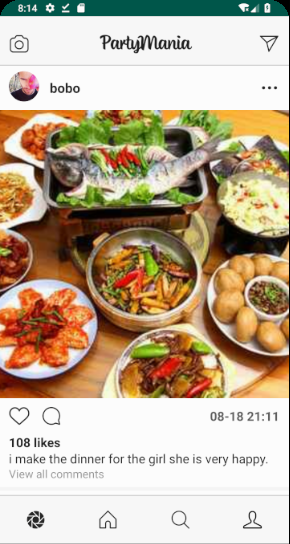 8:14
PartyMania
bobo
08-18 21:11
108 likes
i make the dinner for the girl she is very happy.
View all comments